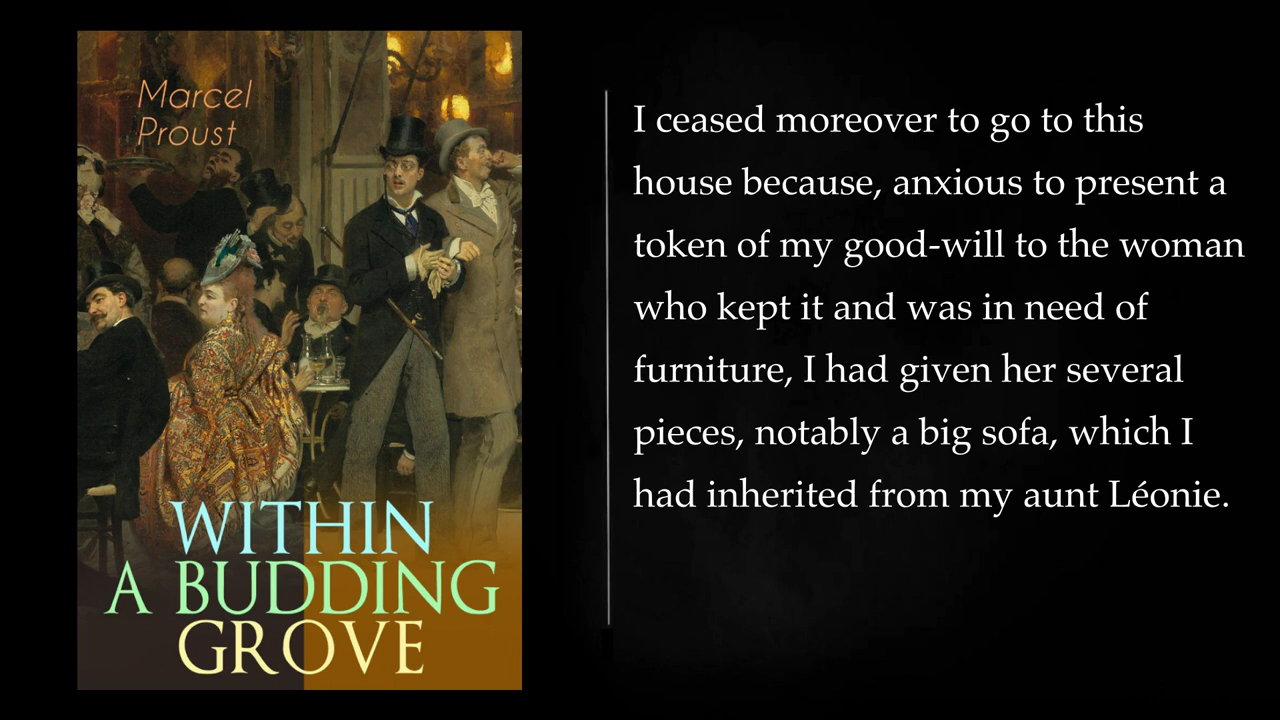 Marcel
Proust
WITHIN
A BUDDING
GROVE
I ceased moreover to go to this
house because, anxious to present a
token of my good-will to the woman
who kept it and was in need of
furniture, I had given her several
pieces, notably a big sofa, which I
had inherited from my aunt Léonie.